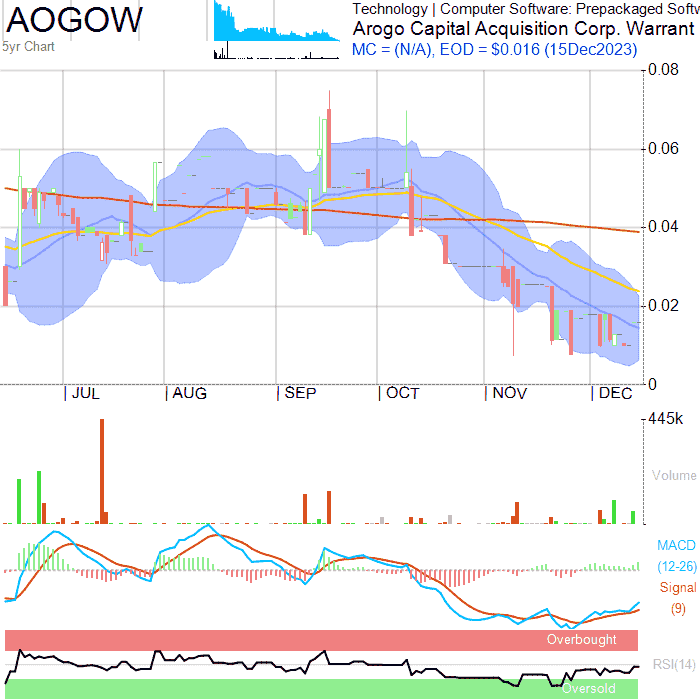 AOGOW
5yr Chart
Technology | Computer Software: Prepackaged Softw
Arogo Capital Acquisition Corp. Warrant
MC = (N/A), EOD = $0.016 (15Dec2023)
0.08
0.06
0.04
0.02
0
| JUL | AUG | SEP | OCT | NOV | DEC
445k
Volume
MACD
(12-26)
Signal
(9)
Overbought
RSI(14)
Oversold